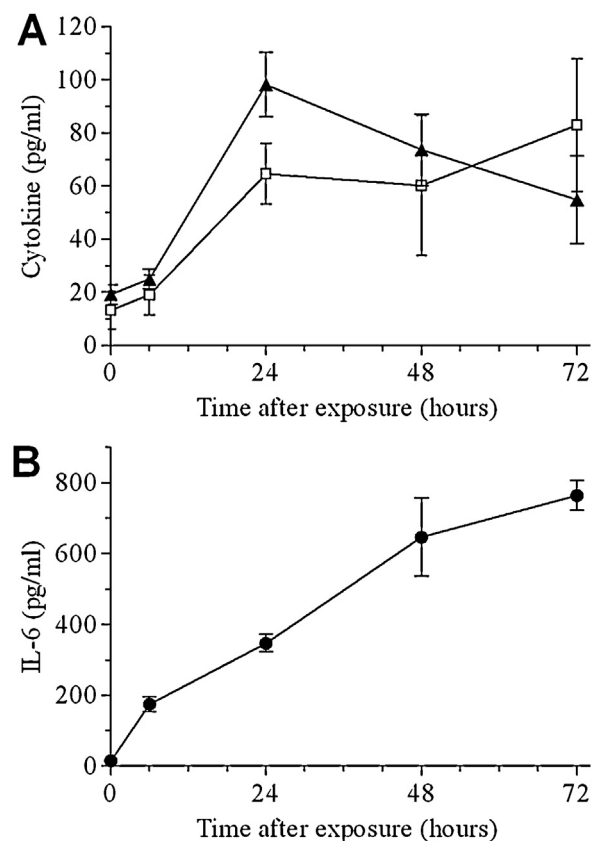 A
120
100
80
60
40
20
0
Cytokine (pg/ml)
0 24 48 72
Time after exposure (hours)
B
800
600
400
200
0
IL-6 (pg/ml)
0 24 48 72
Time after exposure (hours)